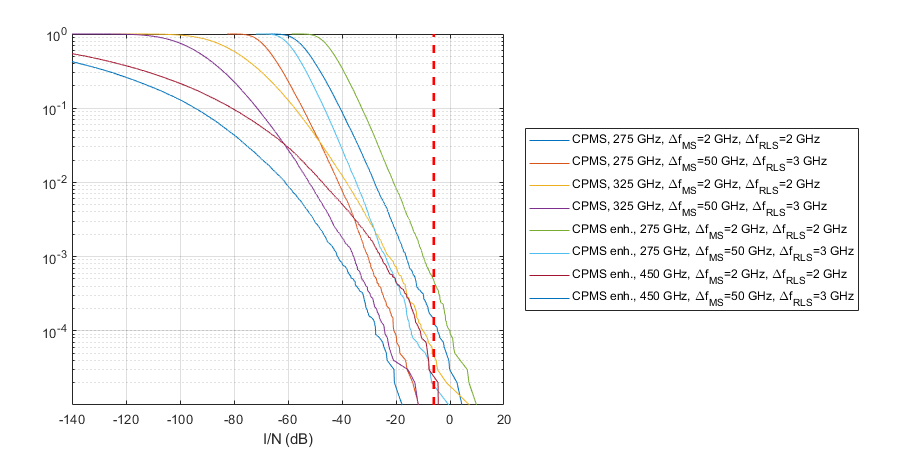 10^0
10^-1
10^-2
10^-3
10^-4
-140 -120 -100 -80 -60 -40 -20 0 20
I/N (dB)
CPMS, 275 GHz, Δf_MS=2 GHz, Δf_RLS=2 GHz
CPMS, 275 GHz, Δf_MS=50 GHz, Δf_RLS=3 GHz
CPMS, 325 GHz, Δf_MS=2 GHz, Δf_RLS=2 GHz
CPMS, 325 GHz, Δf_MS=50 GHz, Δf_RLS=3 GHz
CPMS enh., 275 GHz, Δf_MS=2 GHz, Δf_RLS=2 GHz
CPMS enh., 275 GHz, Δf_MS=50 GHz, Δf_RLS=3 GHz
CPMS enh., 450 GHz, Δf_MS=2 GHz, Δf_RLS=2 GHz
CPMS enh., 450 GHz, Δf_MS=50 GHz, Δf_RLS=3 GHz